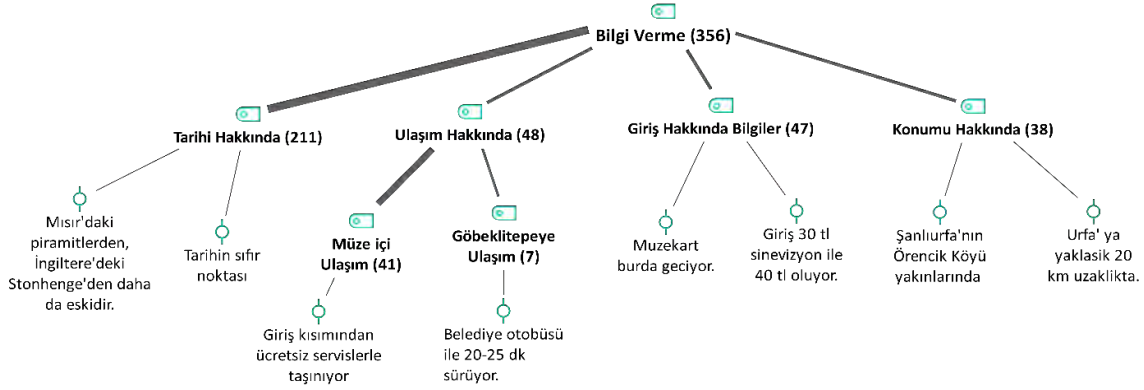 Bilgi Verme (356)
Tarihi Hakkında (211)
Ulaşım Hakkında (48)
Giriş Hakkında Bilgiler (47)
Konumu Hakkında (38)
Mısır'daki
piramitlerden,
İngiltere'deki
Stonhenge'den daha
da eskidir.
Tarihin sıfır
noktası
Müze içi
Ulaşım (41)
Göbeklitepeye
Ulaşım (7)
Muzekart
burda geciyor.
Giriş 30 tl
sinevizyon ile
40 tl oluyor.
Şanlıurfa'nın
Örencik Köyü
yakınlarında
Urfa' ya
yaklasik 20
km uzaklikta.
Giriş kısımından
ücretsiz servislerle
taşınıyor
Belediye otobüsü
ile 20-25 dk
sürüyor.